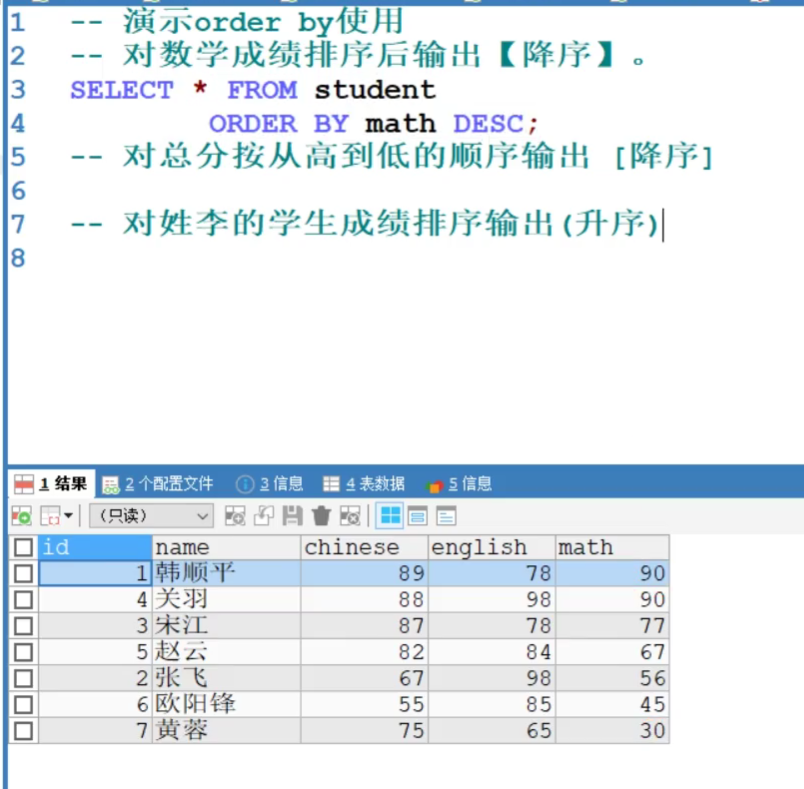 1 -- 演示order by使用
2 -- 对数学成绩排序后输出【降序】。
3 SELECT * FROM student
4 ORDER BY math DESC;
5 -- 对总分按从高到低的顺序输出 [降序]
6
7 -- 对姓李的学生成绩排序输出(升序)
8
1 结果 2 个配置文件 3 信息 4 表数据 5 信息
（只读）
id name chinese english math
1 韩顺平 89 78 90
4 关羽 88 98 90
3 宋江 87 78 77
5 赵云 82 84 67
2 张飞 67 98 56
6 欧阳锋 55 85 45
7 黄蓉 75 65 30